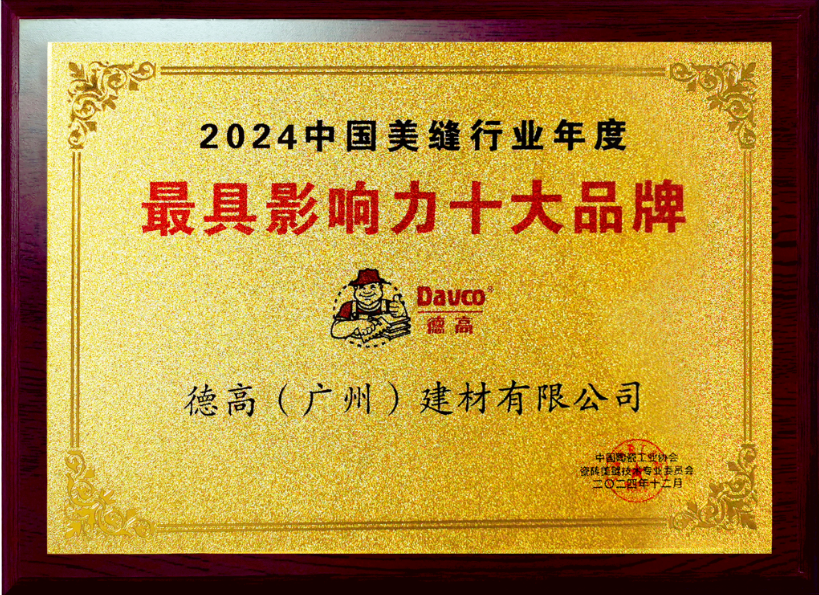 2024中国美缝行业年度
最具影响力十大品牌
Davco®
德高
德高（广州）建材有限公司
中国陶瓷工业协会
瓷砖美缝技术专业委员会
二〇二四年十二月